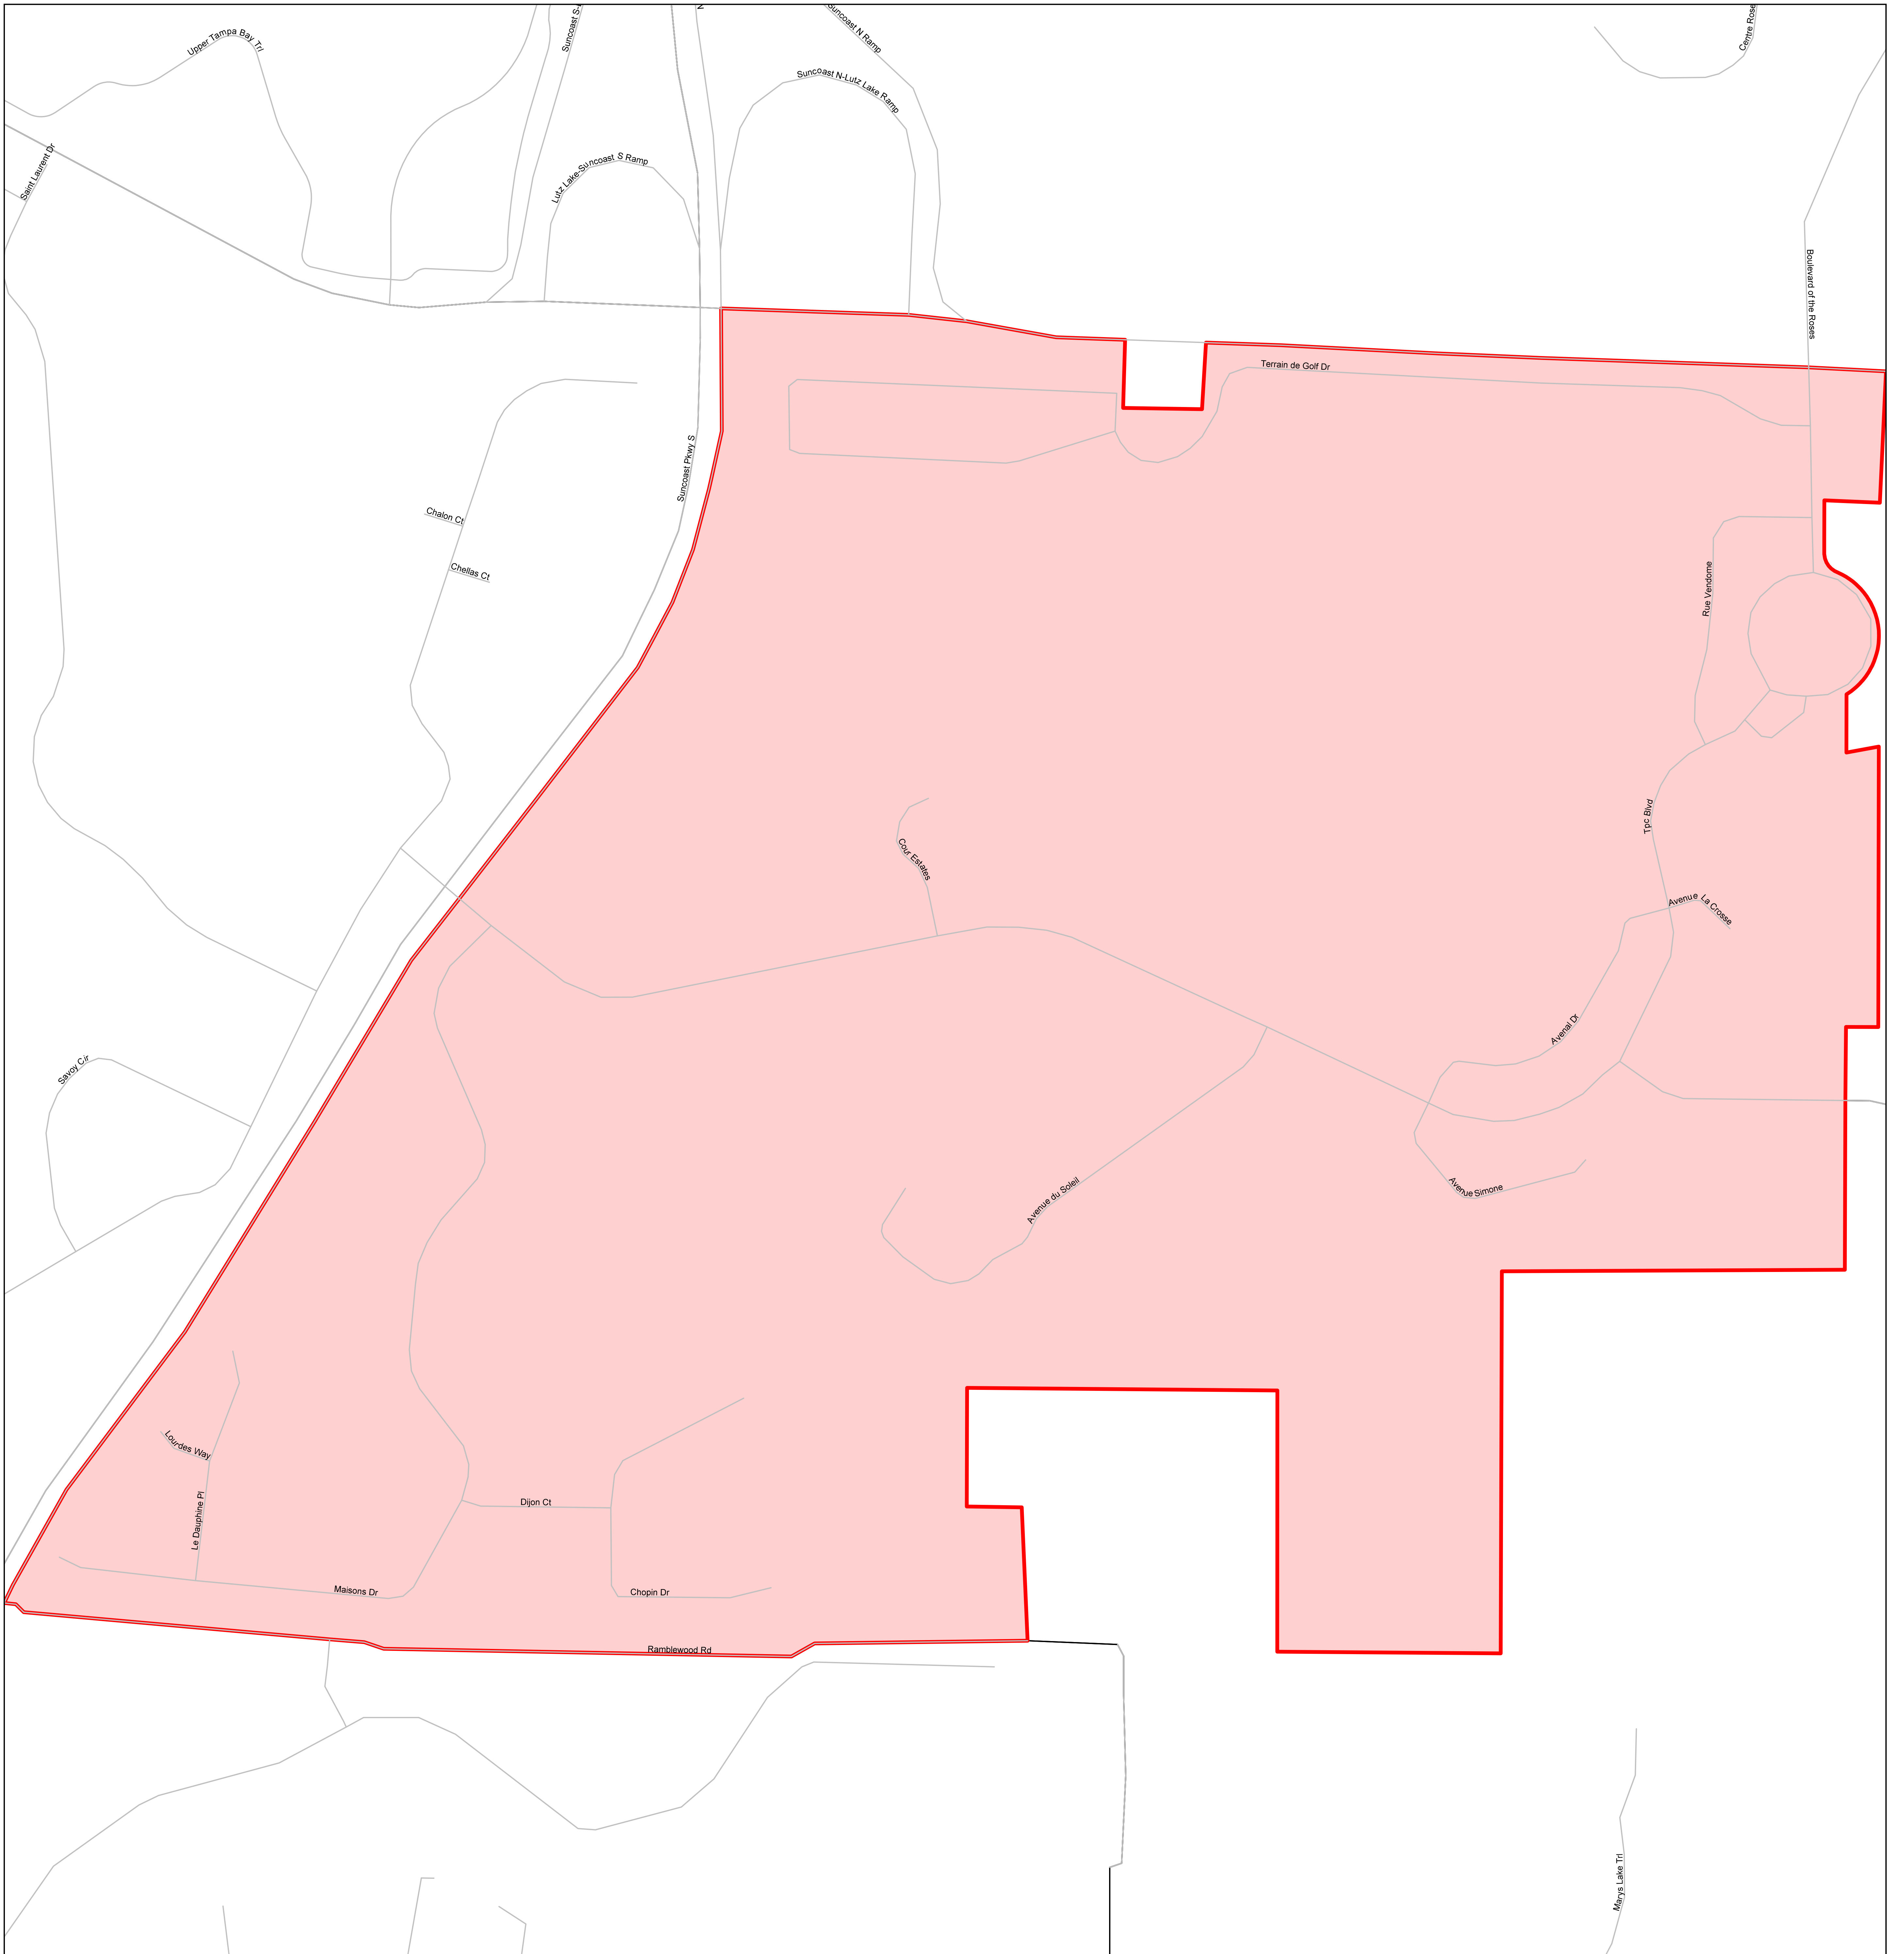 Upper Tampa Bay Trl
Suncoast S-
N
Suncoast N Ramp
Centre Rose
Suncoast N-Lutz Lake Ramp
Saint Laurent Dr
Lutz Lake-Suncoast S Ramp
Boulevard of the Roses
Terrain de Golf Dr
Suncoast Pkwy S
Chalon Ct
Chellas Ct
Rue Vendome
Tpc Blvd
Cour Estates
Avenue La Crosse
Avenal Dr
Savoy Cir
Avenue du Soleil
Avenue Simone
Lourdes Way
Le Dauphine Pl
Dijon Ct
Maisons Dr
Chopin Dr
Ramblewood Rd
Marys Lake Trl